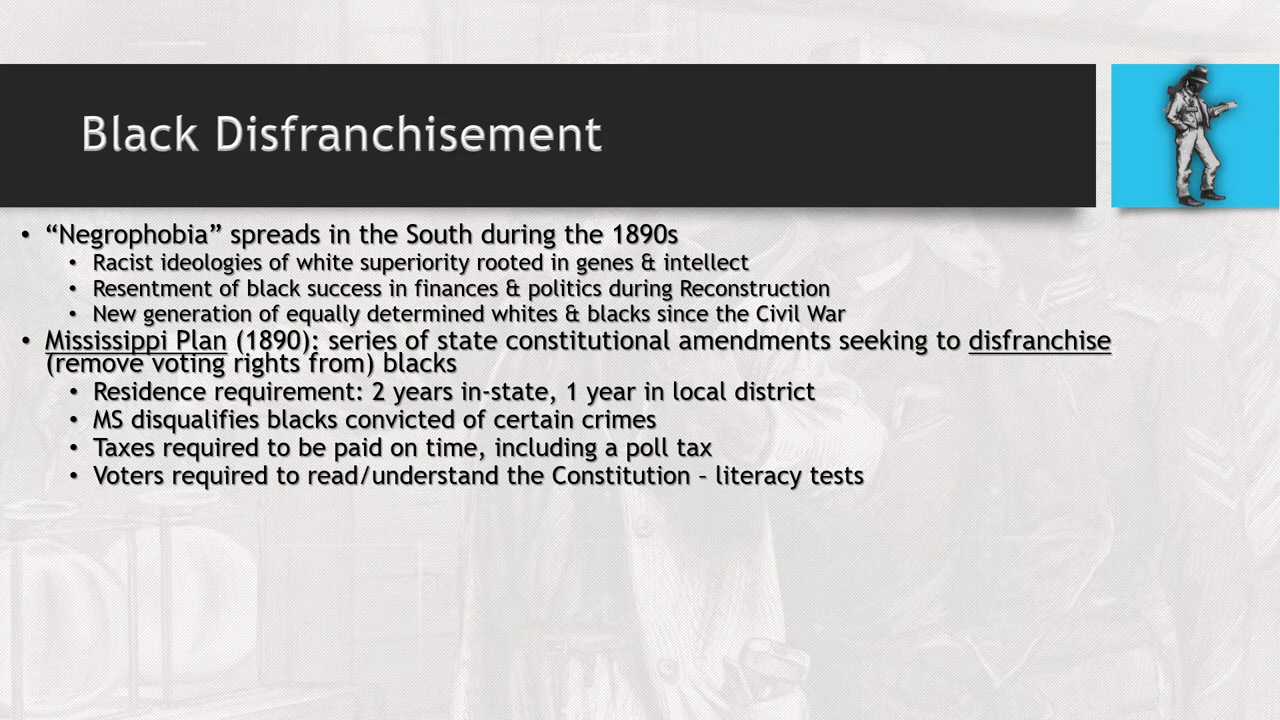 Black Disfranchisement
• “Negrophobia” spreads in the South during the 1890s
• Racist ideologies of white superiority rooted in genes & intellect
• Resentment of black success in finances & politics during Reconstruction
• New generation of equally determined whites & blacks since the Civil War
• Mississippi Plan (1890): series of state constitutional amendments seeking to disfranchise
(remove voting rights from) blacks
• Residence requirement: 2 years in-state, 1 year in local district
• MS disqualifies blacks convicted of certain crimes
• Taxes required to be paid on time, including a poll tax
• Voters required to read/understand the Constitution – literacy tests